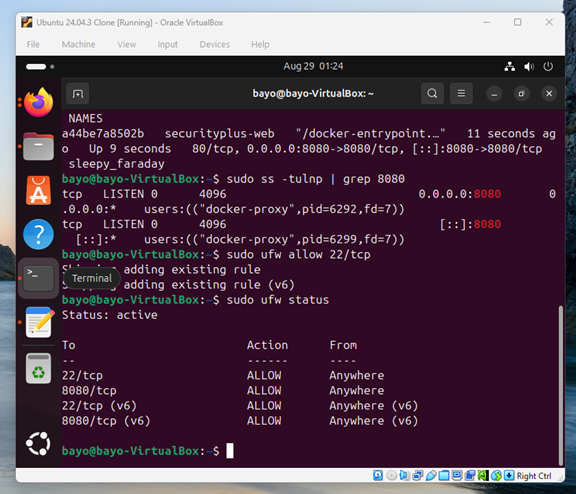 Ubuntu 24.04.3 Clone [Running] - Oracle VirtualBox
File Machine View Input Devices Help
Aug 29 01:24
bayo@bayo-VirtualBox: ~
NAMES
a44be7a8502b securityplus-web "/docker-entrypoint.…" 11 seconds ag
o Up 9 seconds 80/tcp, 0.0.0.0:8080->8080/tcp, [::]:8080->8080/tcp
sleepy_faraday
bayo@bayo-VirtualBox:~$ sudo ss -tulnp | grep 8080
tcp LISTEN 0 4096 0.0.0.0:8080 0
.0.0.0:* users:(("docker-proxy",pid=6292,fd=7))
tcp LISTEN 0 4096 [::]:8080
[::]:* users:(("docker-proxy",pid=6299,fd=7))
bayo@bayo-VirtualBox:~$ sudo ufw allow 22/tcp
adding existing rule
Terminal
adding existing rule (v6)
bayo@bayo-VirtualBox:~$ sudo ufw status
Status: active
To Action From
-- ------ ----
22/tcp ALLOW Anywhere
8080/tcp ALLOW Anywhere
22/tcp (v6) ALLOW Anywhere (v6)
8080/tcp (v6) ALLOW Anywhere (v6)
bayo@bayo-VirtualBox:~$
Right Ctrl